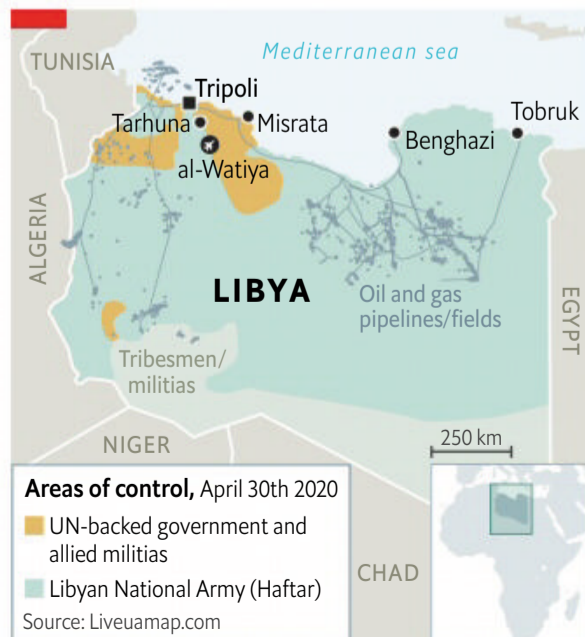 TUNISIA
Mediterranean sea
Tripoli
Tarhuna
Misrata
al-Watiya
Benghazi
Tobruk
ALGERIA
LIBYA
Oil and gas
pipelines/fields
EGYPT
Tribesmen/
militias
NIGER
250 km
CHAD
Areas of control, April 30th 2020
UN-backed government and
allied militias
Libyan National Army (Haftar)
Source: Liveuamap.com